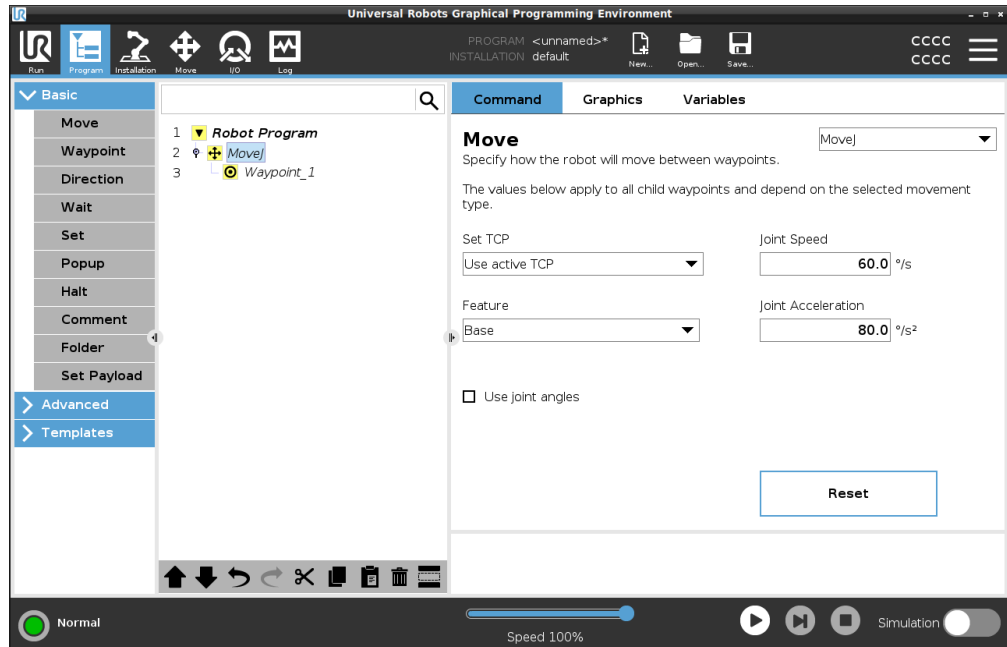 Universal Robots Graphical Programming Environment
UR
Run
Program
Installation
Move
I/O
Log
PROGRAM <unnamed>*
INSTALLATION default
New...
Open...
Save...
CCCC
CCCC
Basic
Move
Waypoint
Direction
Wait
Set
Popup
Halt
Comment
Folder
Set Payload
Advanced
Templates
1 Robot Program
2 MoveJ
3 Waypoint_1
Command Graphics Variables
Move
MoveJ
Specify how the robot will move between waypoints.
The values below apply to all child waypoints and depend on the selected movement
type.
Set TCP
Use active TCP
Joint Speed
60.0 °/s
Feature
Base
Joint Acceleration
80.0 °/s²
Use joint angles
Reset
Normal
Speed 100%
Simulation